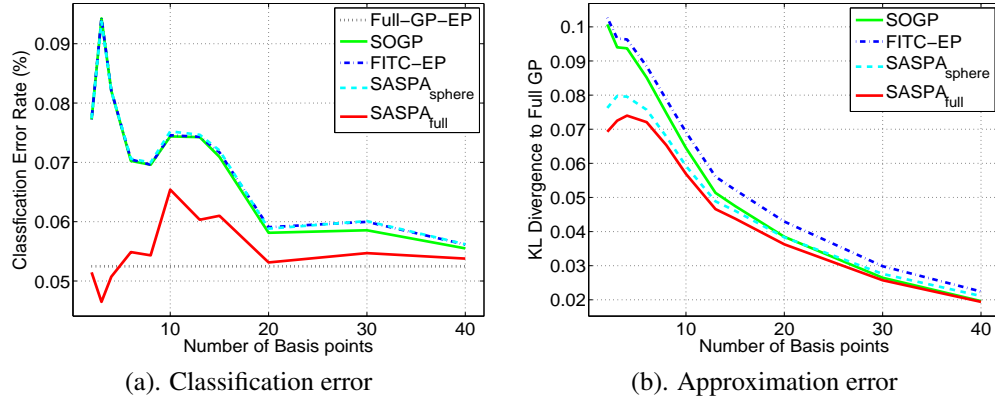 Classification Error Rate (%)
0.09
0.08
0.07
0.06
0.05
10
20
30
40
Number of Basis points
Full−GP−EP
SOGP
FITC−EP
SASPA_sphere
SASPA_full
(a). Classification error
KL Divergence to Full GP
0.1
0.09
0.08
0.07
0.06
0.05
0.04
0.03
0.02
10
20
30
40
Number of Basis points
SOGP
FITC−EP
SASPA_sphere
SASPA_full
(b). Approximation error